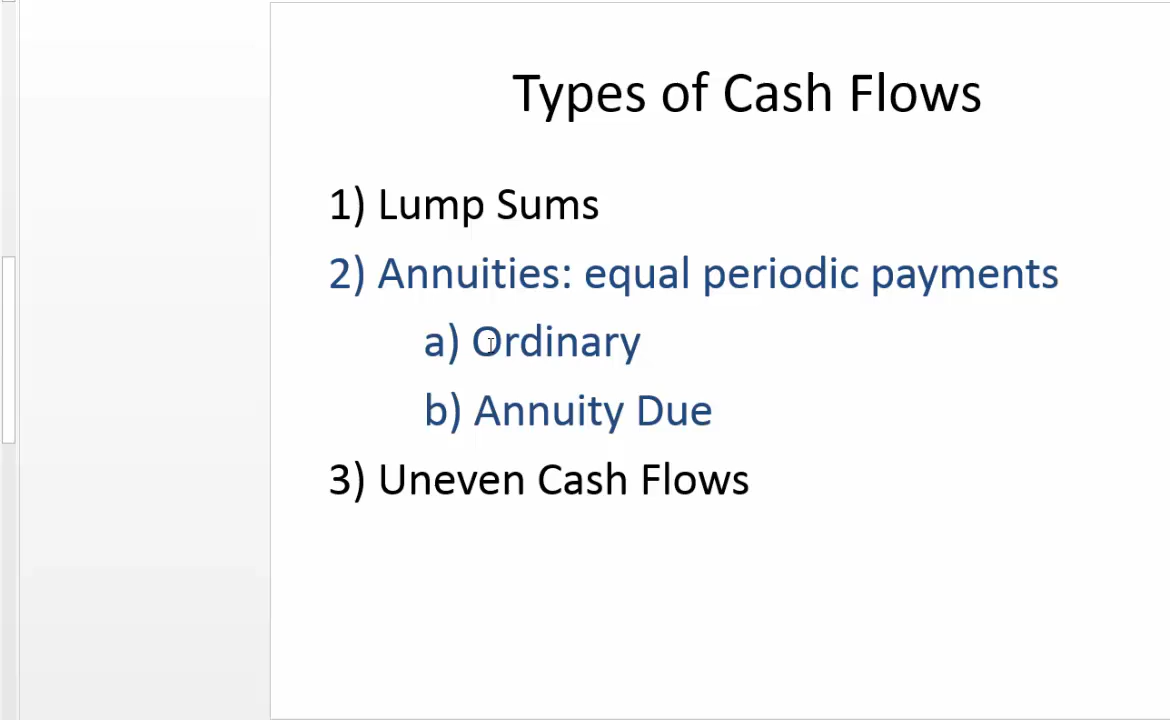 Types of Cash Flows
1) Lump Sums
2) Annuities: equal periodic payments
a) Ordinary
b) Annuity Due
3) Uneven Cash Flows